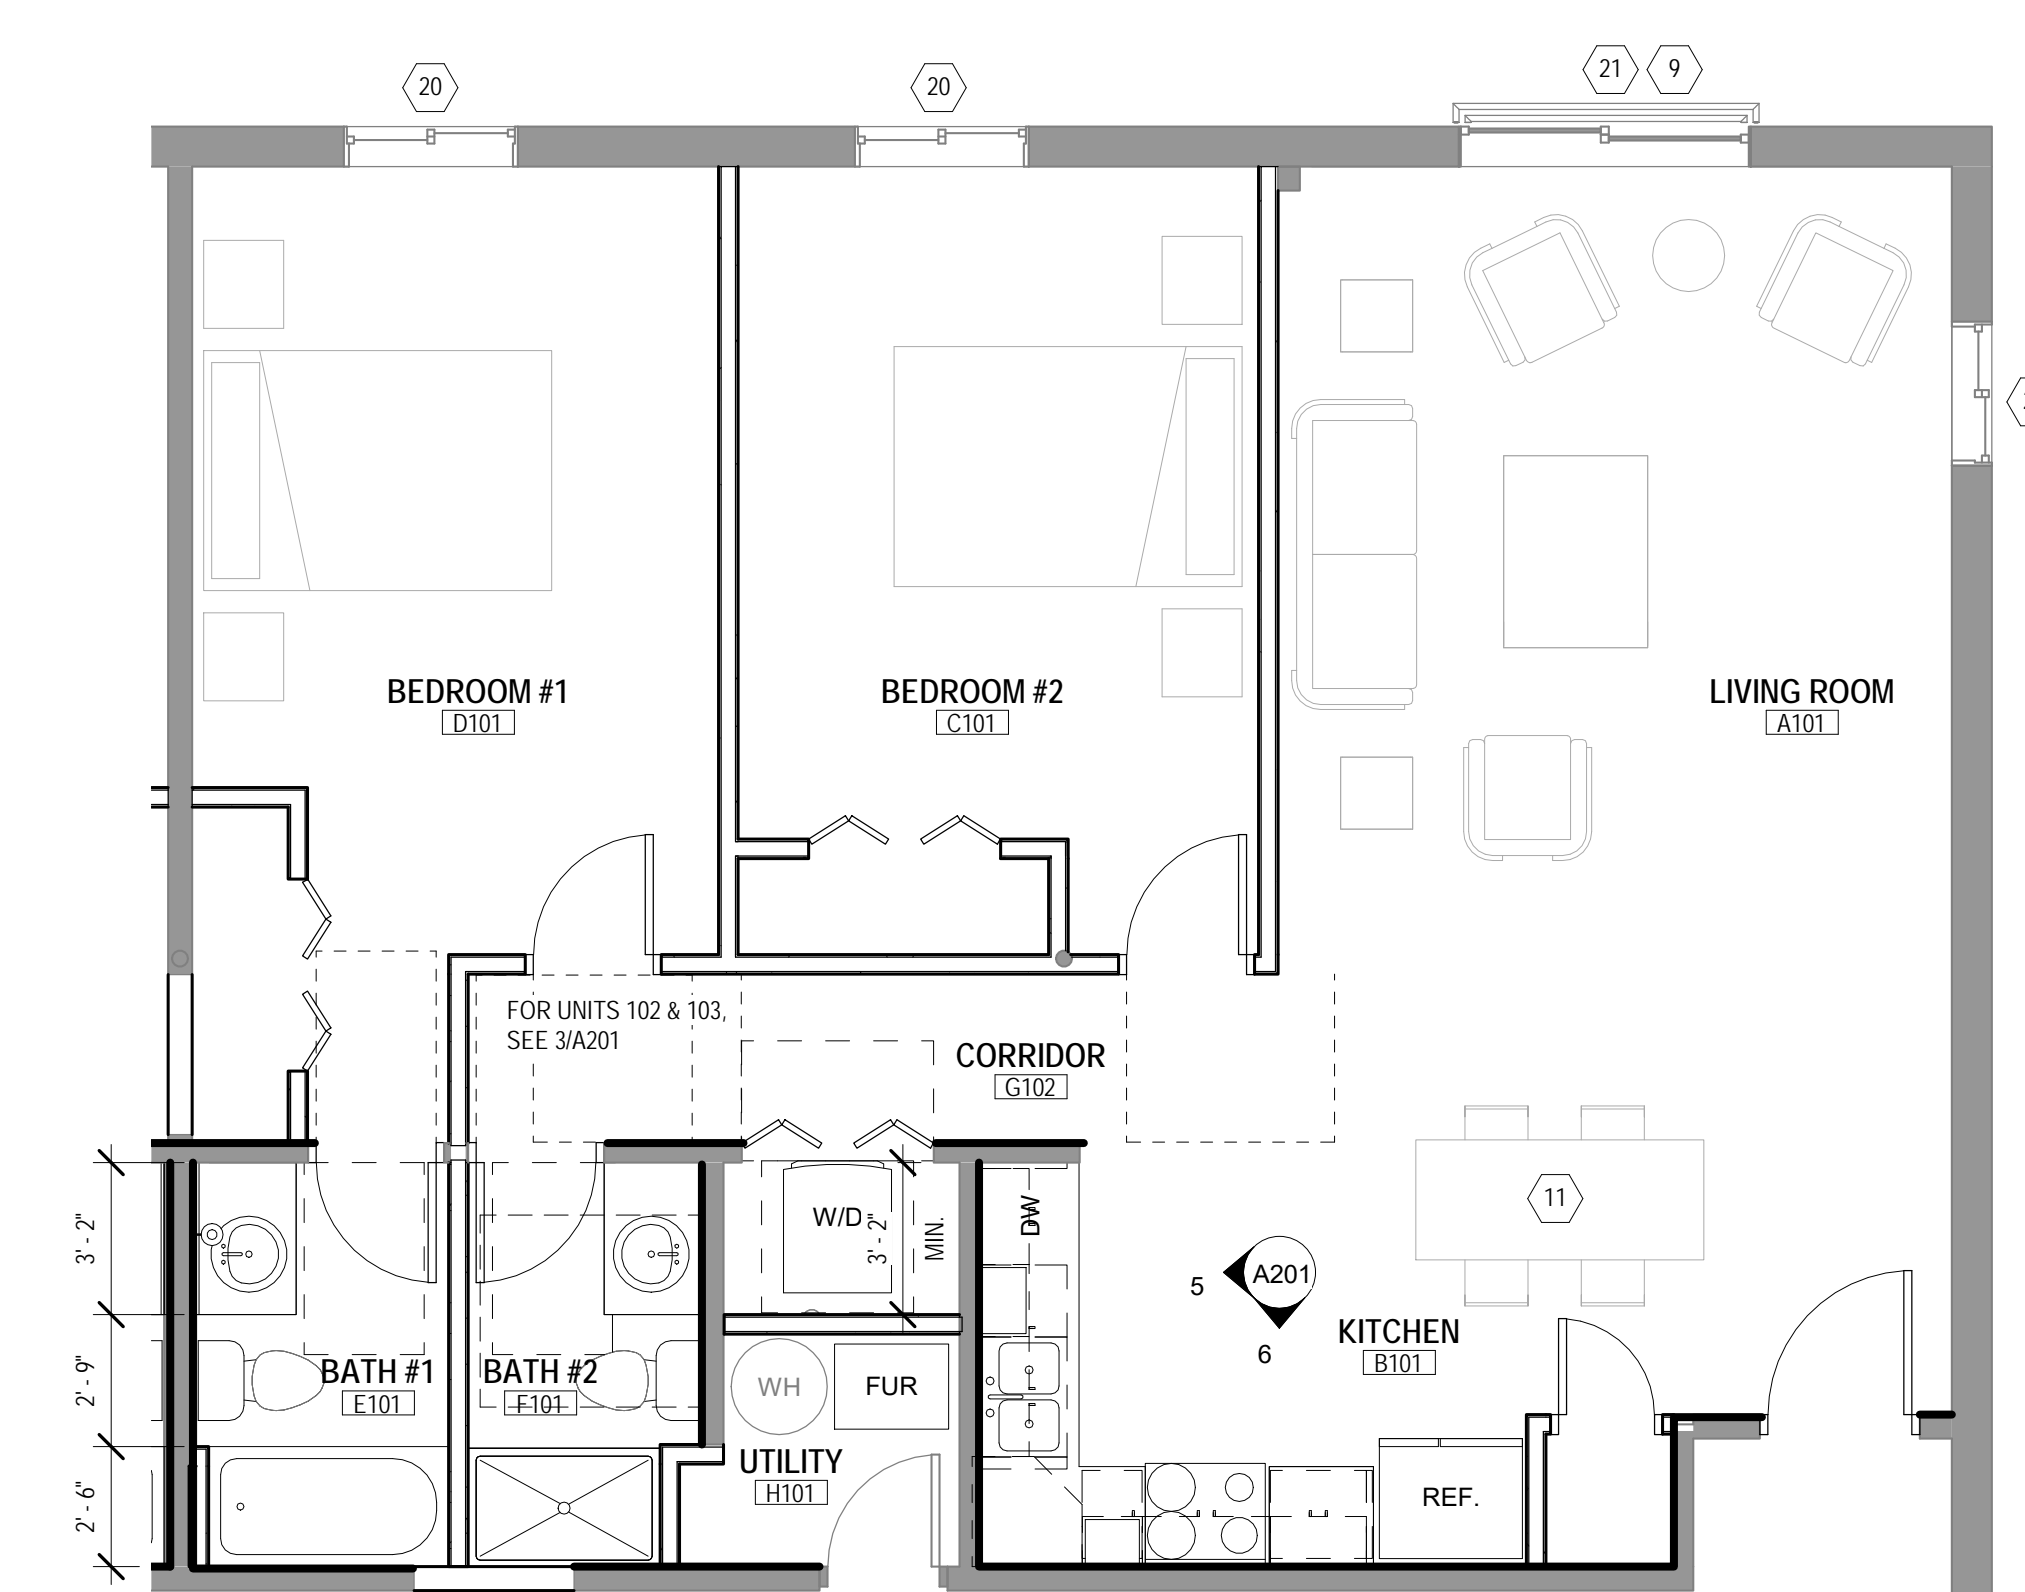 20
20
21
9
BEDROOM #1
D101
BEDROOM #2
C101
LIVING ROOM
A101
FOR UNITS 102 & 103,
SEE 3/A201
CORRIDOR
G102
3' - 2"
2' - 9"
2' - 6"
W/D
3' - 2"
MIN.
DW
11
A201
5
6
KITCHEN
B101
BATH #1
E101
BATH #2
F101
WH
FUR
UTILITY
H101
REF.